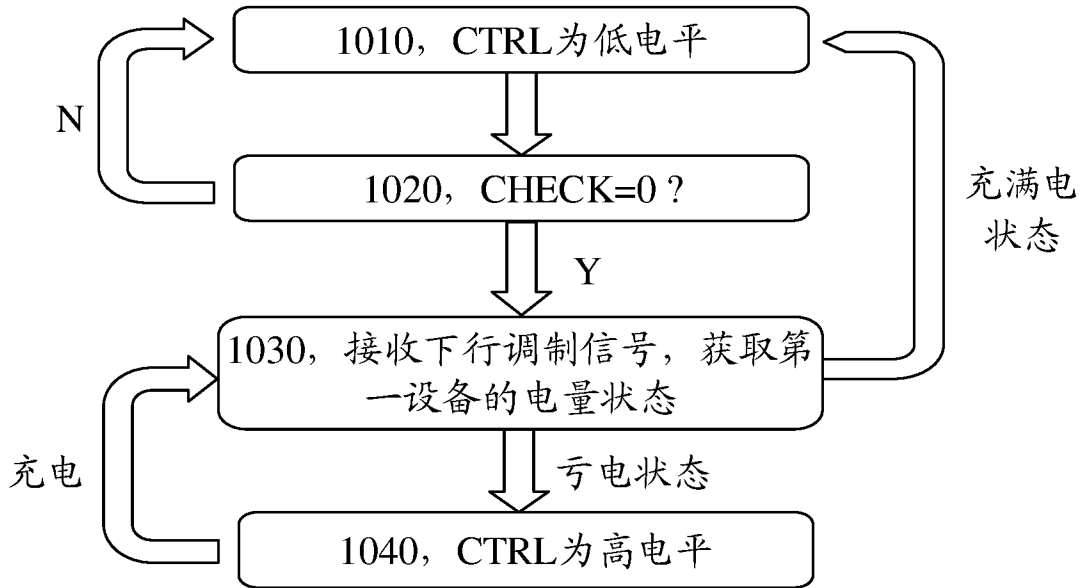 1010，CTRL为低电平
N
1020，CHECK=0？
充满电
状态
Y
1030，接收下行调制信号，获取第
一设备的电量状态
充电
亏电状态
1040，CTRL为高电平